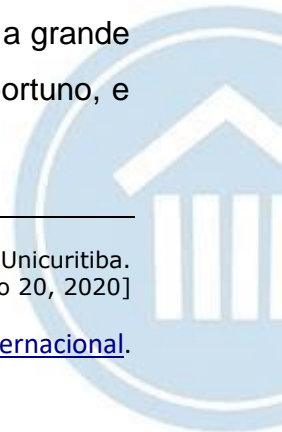 a grande
ortuno, e
Unicuritiba.
o 20, 2020]
ernacional.